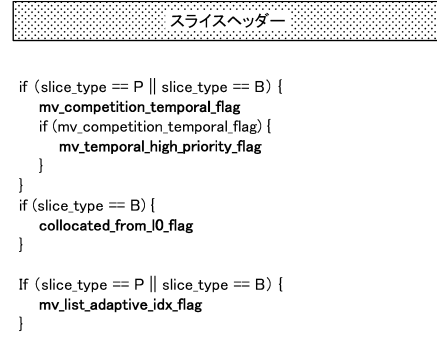 スライスヘッダー
if (slice_type == P || slice_type == B) {
mv_competition_temporal_flag
if (mv_competition_temporal_flag) {
mv_temporal_high_priority_flag
}
}
if (slice_type == B) {
collocated_from_l0_flag
}
If (slice_type == P || slice_type == B) {
mv_list_adaptive_idx_flag
}